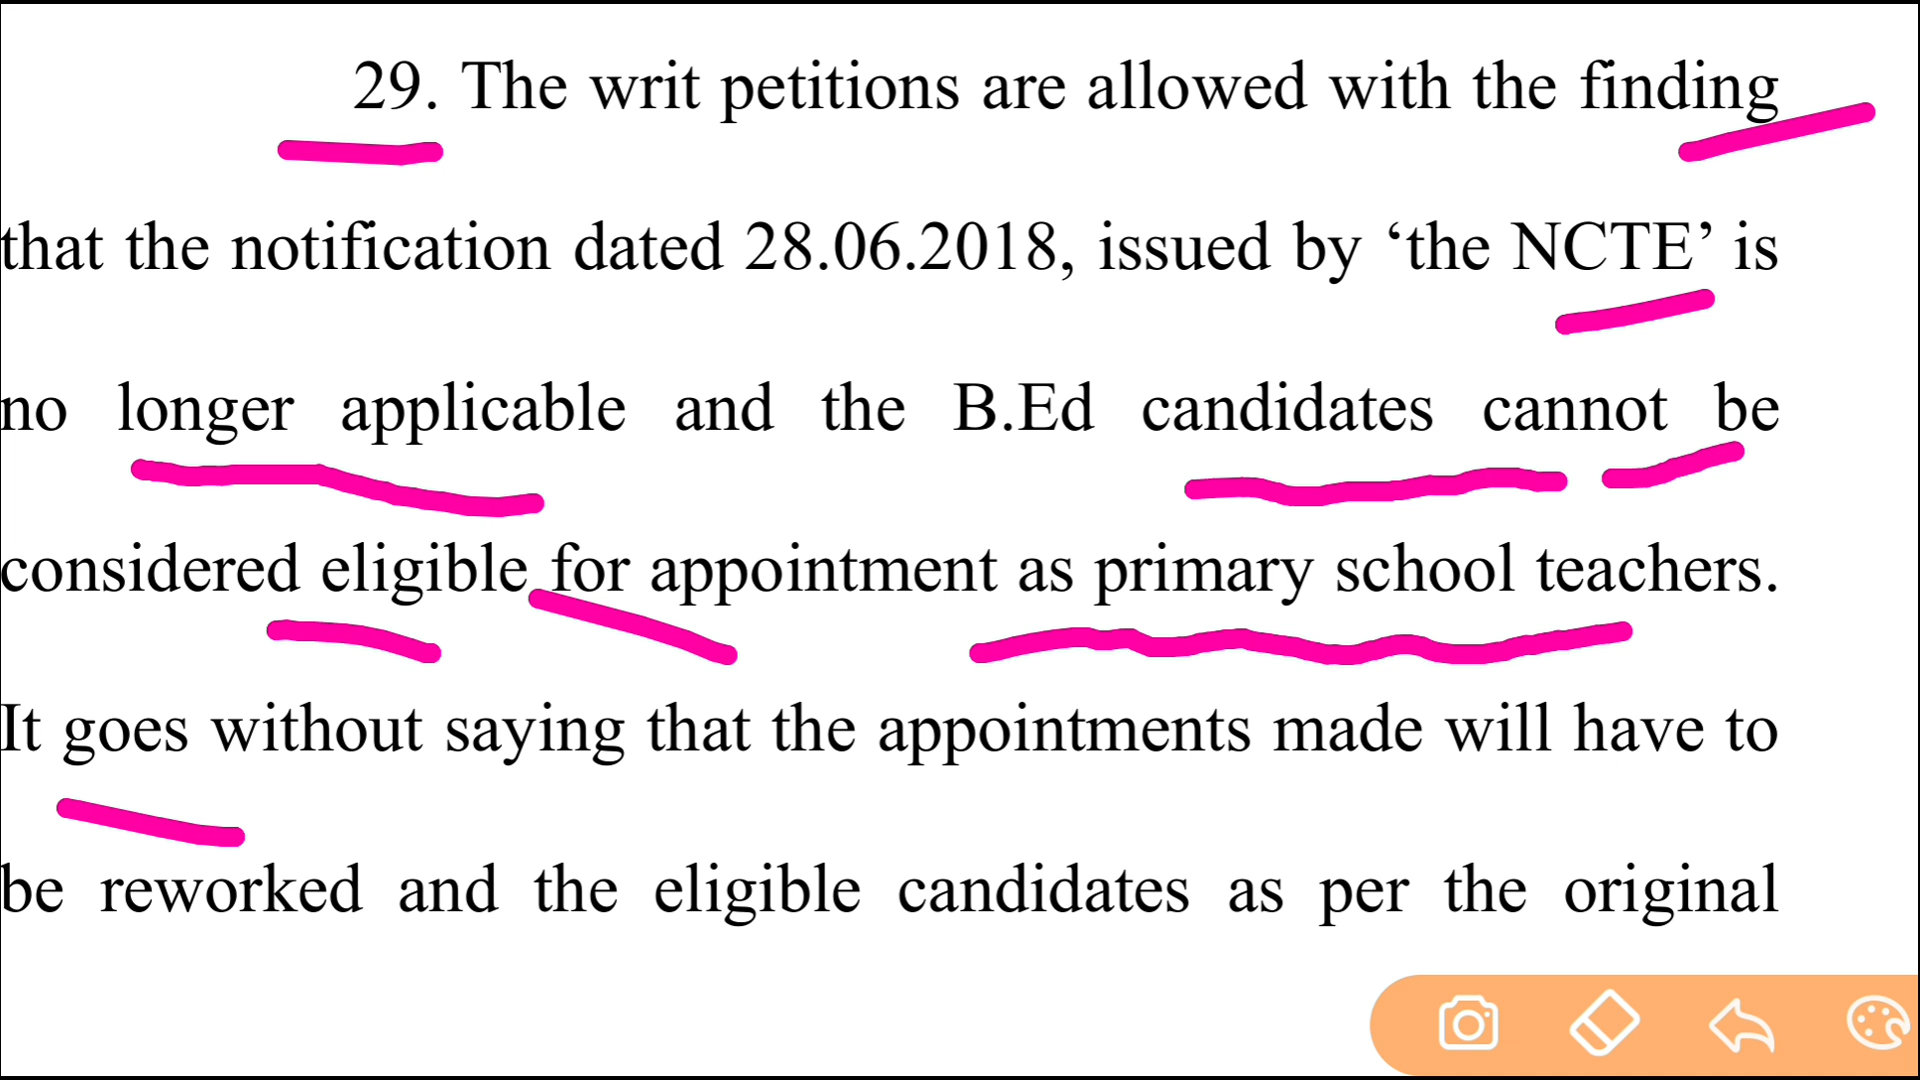 29. The writ petitions are allowed with the finding
that the notification dated 28.06.2018, issued by ‘the NCTE’ is
no longer applicable and the B.Ed candidates cannot be
considered eligible for appointment as primary school teachers.
It goes without saying that the appointments made will have to
be reworked and the eligible candidates as per the original